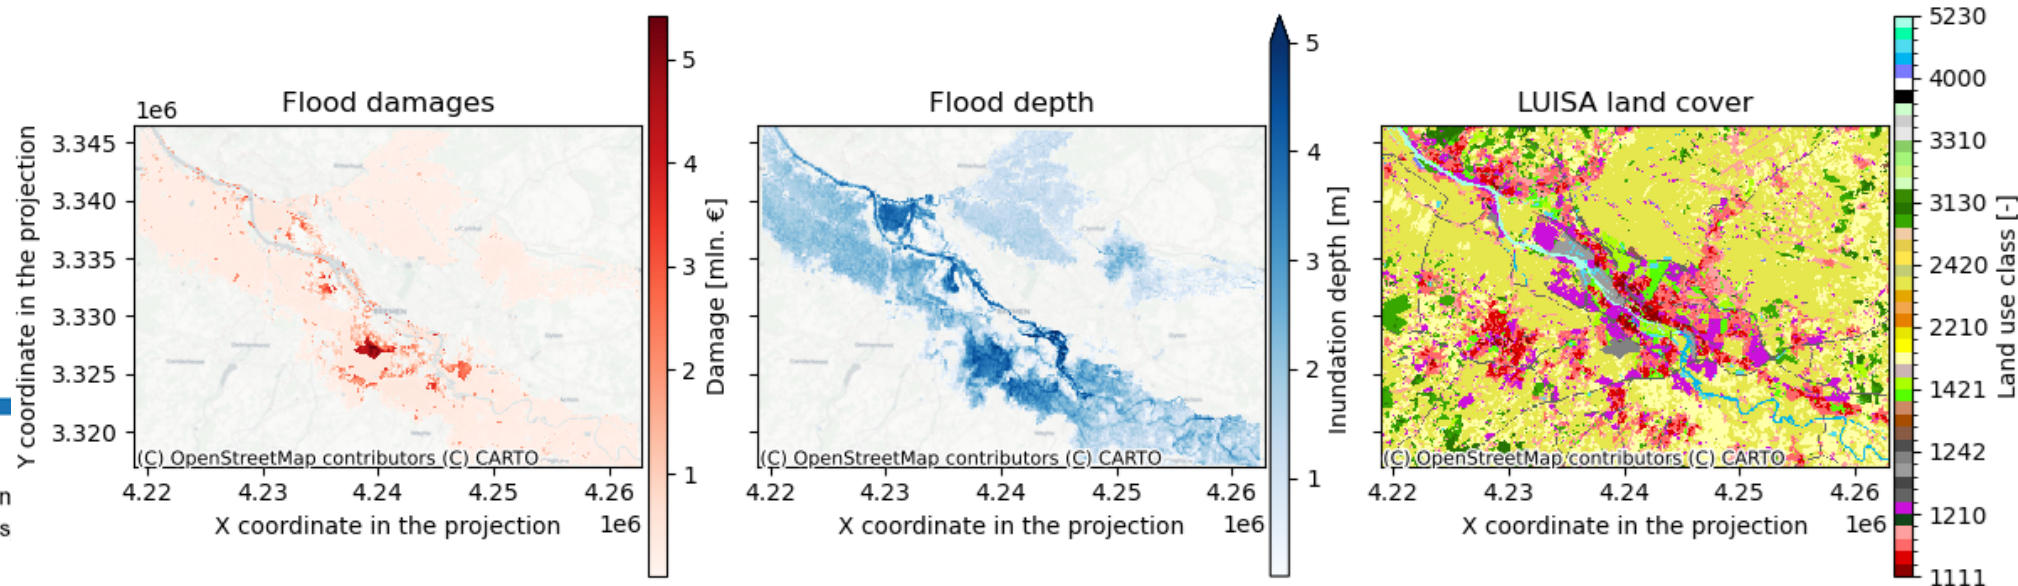 Flood damages
1e6
Y coordinate in the projection
3.345
3.340
3.335
3.330
3.325
3.320
(C) OpenStreetMap contributors (C) CARTO
4.22 4.23 4.24 4.25 4.26
X coordinate in the projection 1e6
5
4
3
2
1
Damage [mln. €]
Flood depth
BREMEN
(C) OpenStreetMap contributors (C) CARTO
4.22 4.23 4.24 4.25 4.26
X coordinate in the projection 1e6
5
4
3
2
1
Inundation depth [m]
LUISA land cover
(C) OpenStreetMap contributors (C) CARTO
4.22 4.23 4.24 4.25 4.26
X coordinate in the projection 1e6
5230
4000
3310
3130
2420
2210
1421
1242
1210
1111
Land use class [-]
n
s